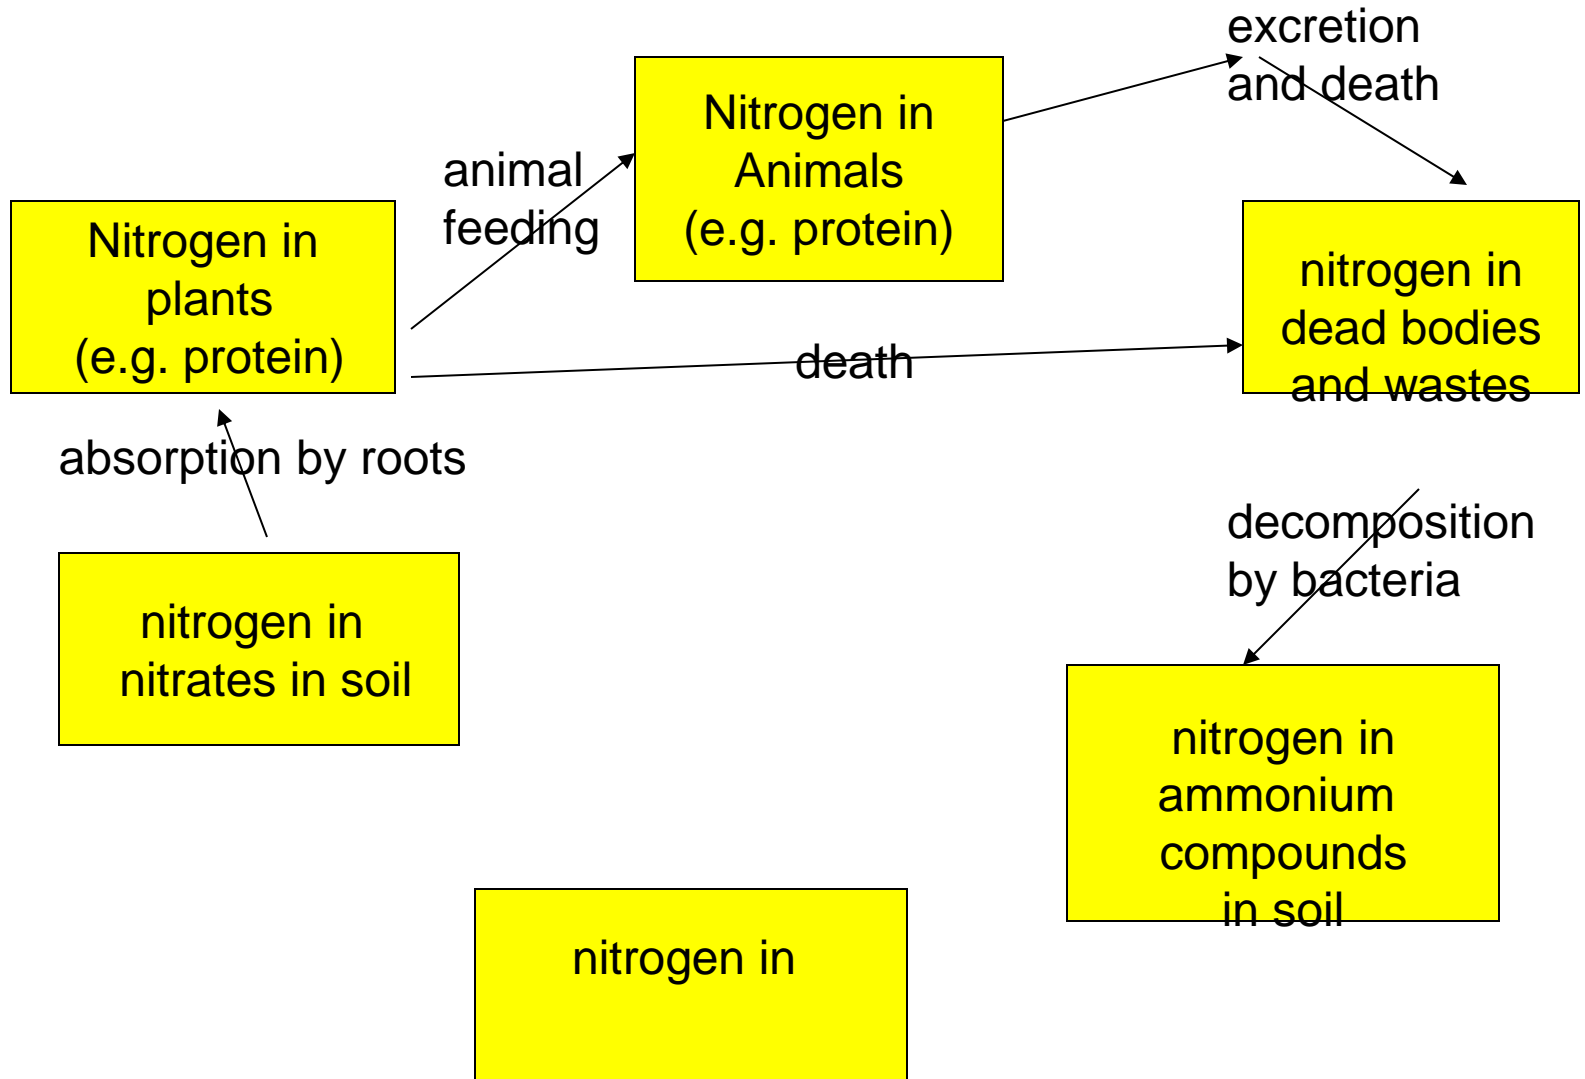 excretion
and death
Nitrogen in
Animals
(e.g. protein)
animal
feeding
Nitrogen in
plants
(e.g. protein)
nitrogen in
dead bodies
and wastes
death
absorption by roots
decomposition
by bacteria
nitrogen in
nitrates in soil
nitrogen in
ammonium
compounds
in soil
nitrogen in